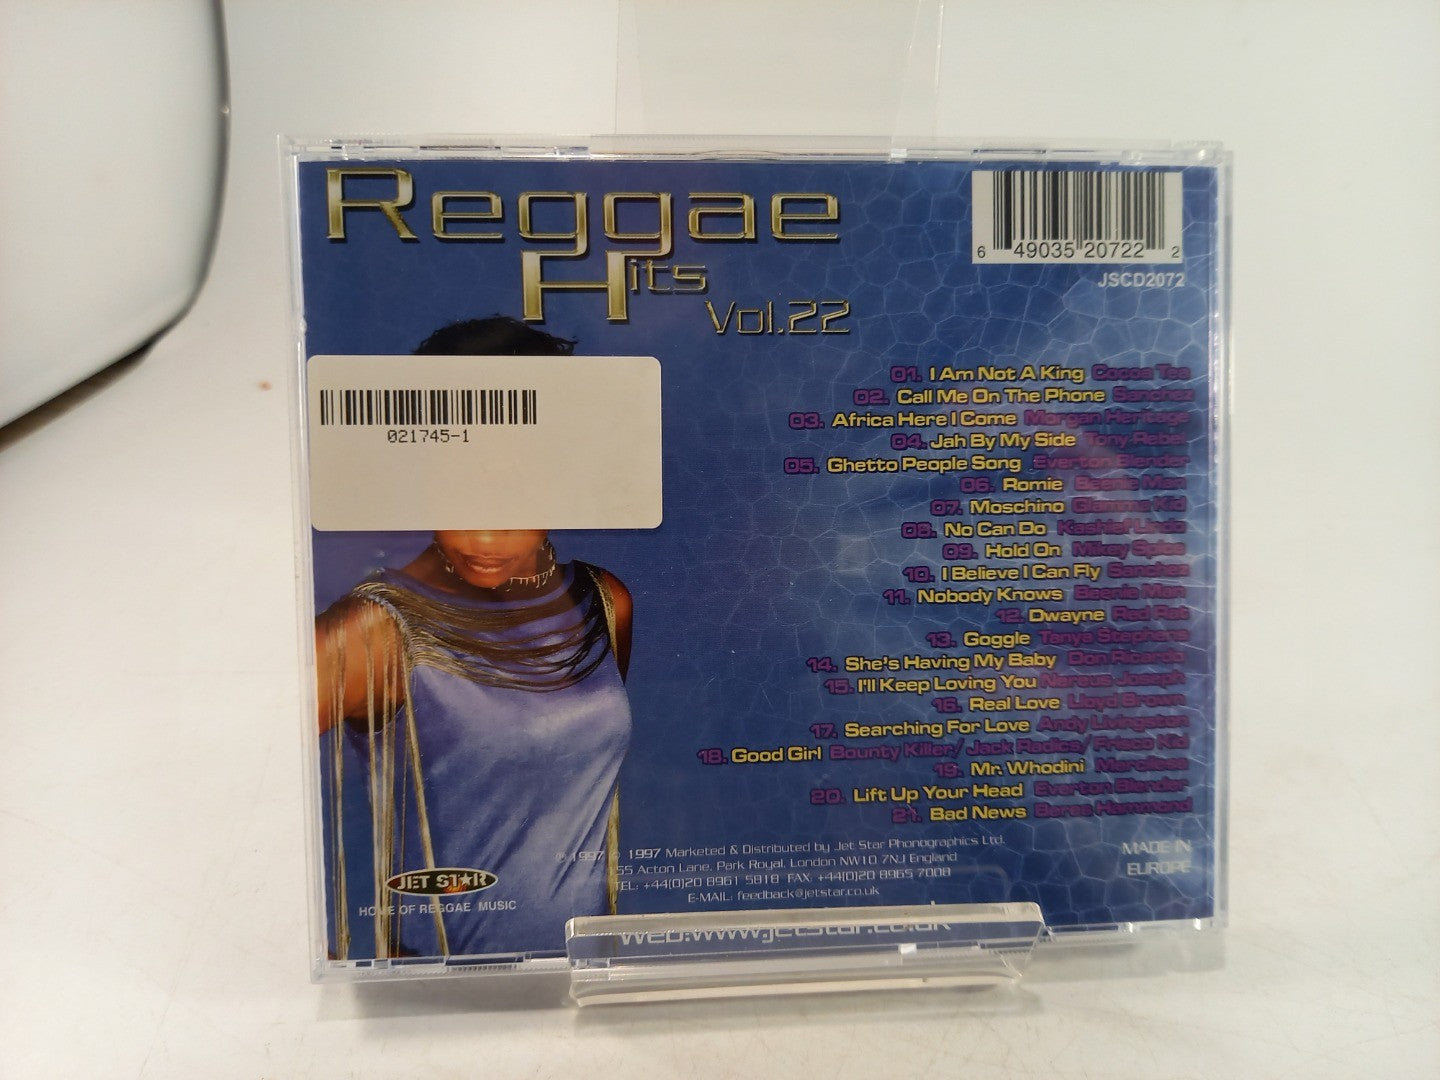 Reggae
Hits
Vol.22
6 49035 20722 2
JSCD2072
021745-1
01. I Am Not A King Cocoa Tea
02. Call Me On The Phone Sanchez
03. Africa Here I Come Morgan Heritage
04. Jah By My Side Tony Rebel
05. Ghetto People Song Everton Blender
06. Romie Beenie Man
07. Moschino Glamma Kid
08. No Can Do Kashief Lindo
09. Hold On Mikey Spice
10. I Believe I Can Fly Sanchez
11. Nobody Knows Beenie Man
12. Dwayne Red Rat
13. Goggle Tanya Stephens
14. She's Having My Baby Don Ricardo
15. I'll Keep Loving You Nereus Joseph
16. Real Love Lloyd Brown
17. Searching For Love Andy Livingston
18. Good Girl Bounty Killer/ Jack Radics/ Frisco Kid
19. Mr. Whodini Merciless
20. Lift Up Your Head Everton Blender
21. Bad News Beres Hammond
℗ 1997 © 1997 Marketed & Distributed by Jet Star Phonographics Ltd.
155 Acton Lane, Park Royal, London NW10 7NJ England
TEL: +44(0)20 8961 5818 FAX: +44(0)20 8965 7008
E-MAIL: feedback@jetstar.co.uk
web:www.jetstar.co.uk
MADE IN
EUROPE
JET STAR
HOME OF REGGAE MUSIC